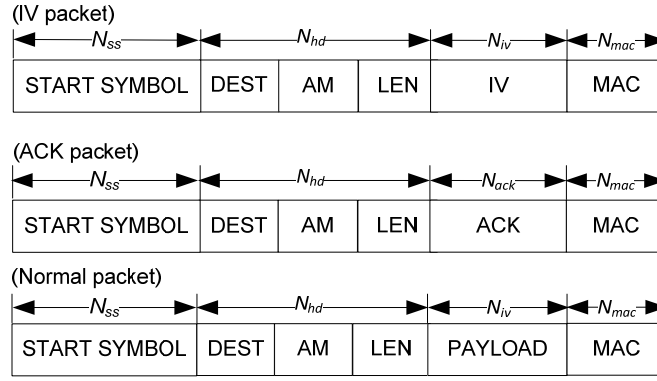 (IV packet)
N_ss N_hd N_iv N_mac
START SYMBOL DEST AM LEN IV MAC
(ACK packet)
N_ss N_hd N_ack N_mac
START SYMBOL DEST AM LEN ACK MAC
(Normal packet)
N_ss N_hd N_iv N_mac
START SYMBOL DEST AM LEN PAYLOAD MAC